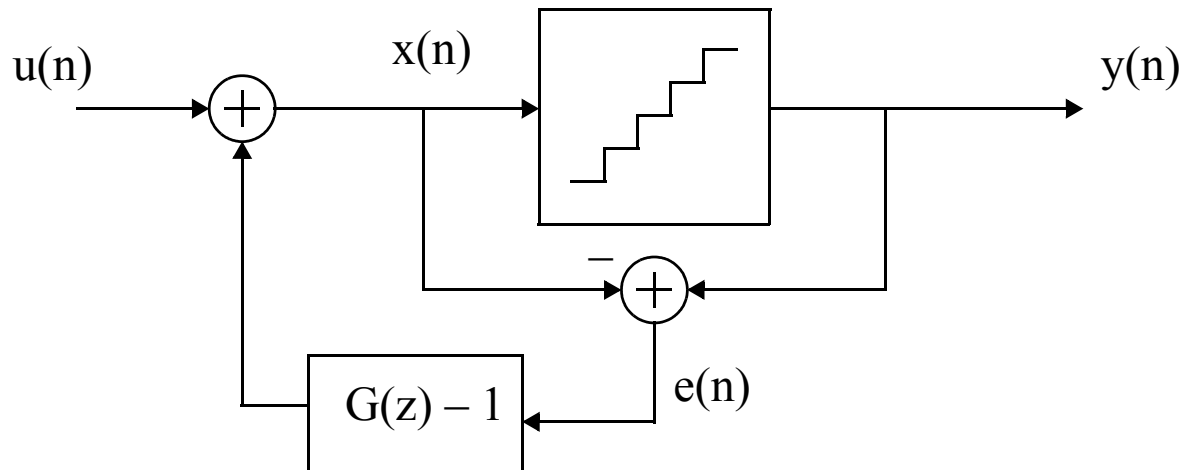 u(n)
x(n)
y(n)
+
−
+
e(n)
G(z) − 1